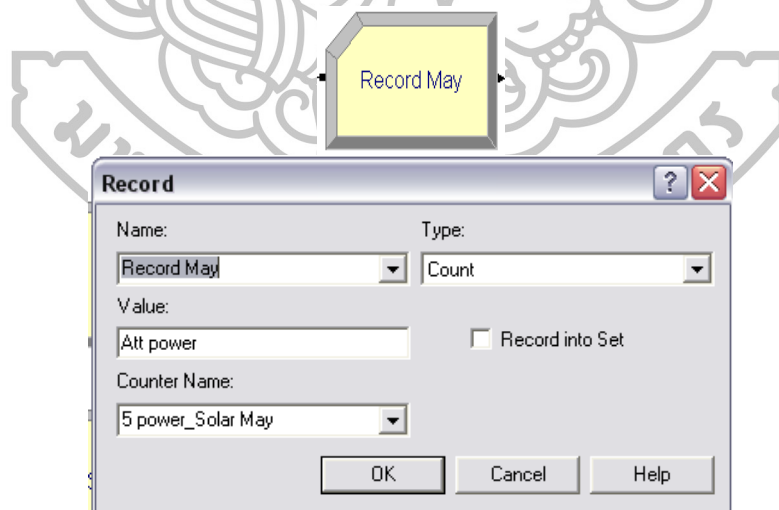 Record May
Record
Name:
Type:
Record May
Count
Value:
Att power
Record into Set
Counter Name:
5 power_Solar May
OK
Cancel
Help